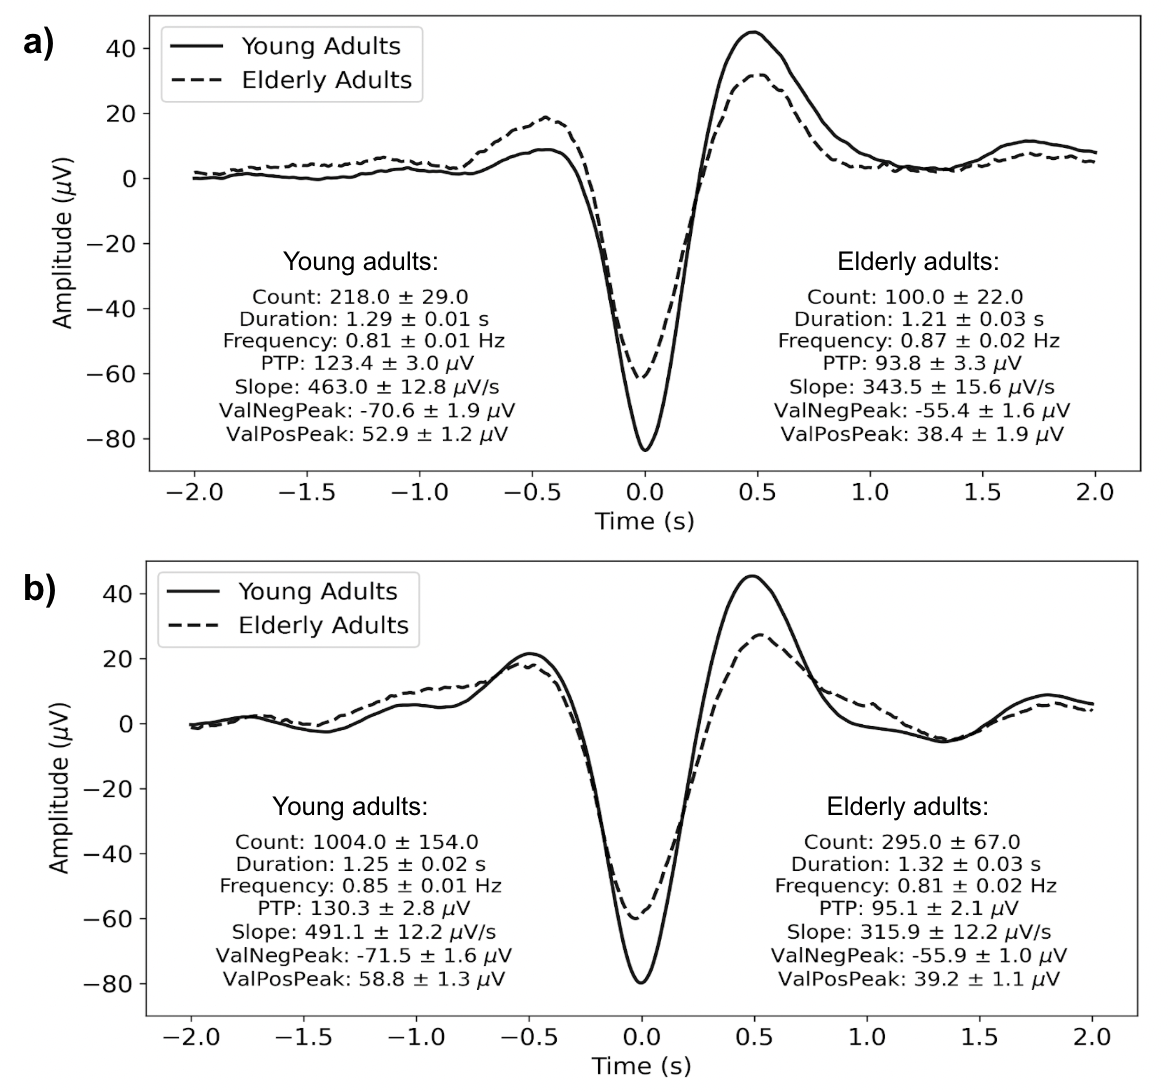 a)
Young Adults
Elderly Adults
Amplitude (μV)
40
20
0
−20
−40
−60
−80
Young adults:
Count: 218.0 ± 29.0
Duration: 1.29 ± 0.01 s
Frequency: 0.81 ± 0.01 Hz
PTP: 123.4 ± 3.0 μV
Slope: 463.0 ± 12.8 μV/s
ValNegPeak: -70.6 ± 1.9 μV
ValPosPeak: 52.9 ± 1.2 μV
Elderly adults:
Count: 100.0 ± 22.0
Duration: 1.21 ± 0.03 s
Frequency: 0.87 ± 0.02 Hz
PTP: 93.8 ± 3.3 μV
Slope: 343.5 ± 15.6 μV/s
ValNegPeak: -55.4 ± 1.6 μV
ValPosPeak: 38.4 ± 1.9 μV
−2.0 −1.5 −1.0 −0.5 0.0 0.5 1.0 1.5 2.0
Time (s)
b)
Young Adults
Elderly Adults
Amplitude (μV)
40
20
0
−20
−40
−60
−80
Young adults:
Count: 1004.0 ± 154.0
Duration: 1.25 ± 0.02 s
Frequency: 0.85 ± 0.01 Hz
PTP: 130.3 ± 2.8 μV
Slope: 491.1 ± 12.2 μV/s
ValNegPeak: -71.5 ± 1.6 μV
ValPosPeak: 58.8 ± 1.3 μV
Elderly adults:
Count: 295.0 ± 67.0
Duration: 1.32 ± 0.03 s
Frequency: 0.81 ± 0.02 Hz
PTP: 95.1 ± 2.1 μV
Slope: 315.9 ± 12.2 μV/s
ValNegPeak: -55.9 ± 1.0 μV
ValPosPeak: 39.2 ± 1.1 μV
−2.0 −1.5 −1.0 −0.5 0.0 0.5 1.0 1.5 2.0
Time (s)